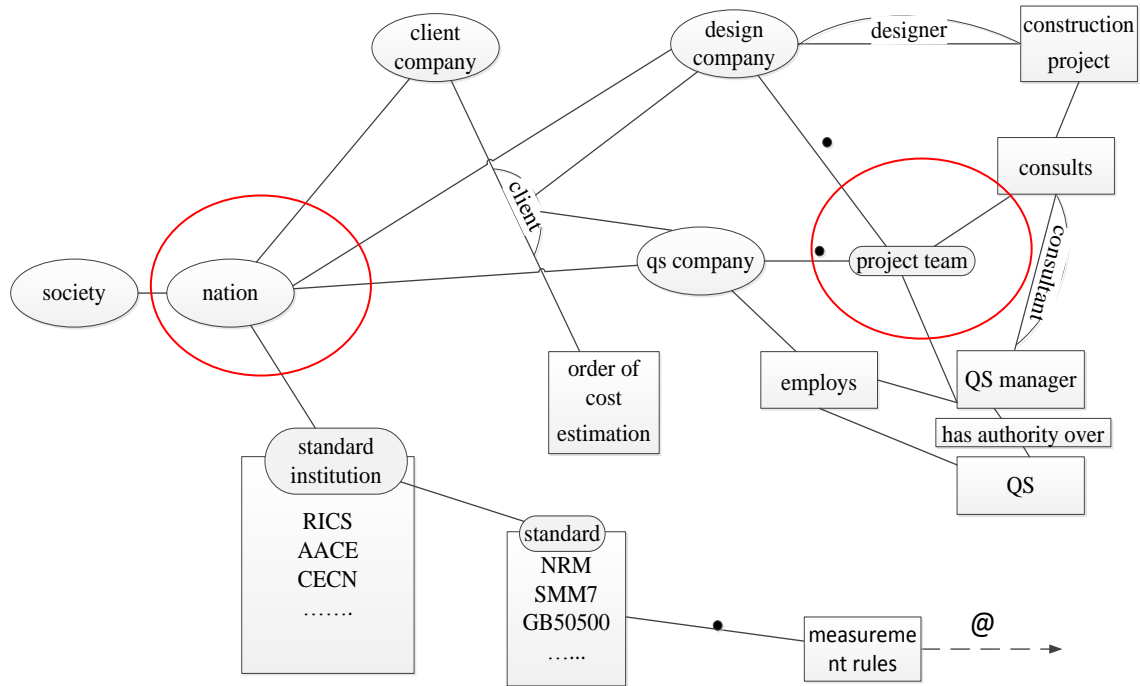 client
company
design
company
designer
construction
project
consults
client
consultant
society
nation
qs company
project team
order of
cost
estimation
employs
QS manager
has authority over
QS
standard
institution
RICS
AACE
CECN
…….
standard
NRM
SMM7
GB50500
…...
measureme
nt rules
@